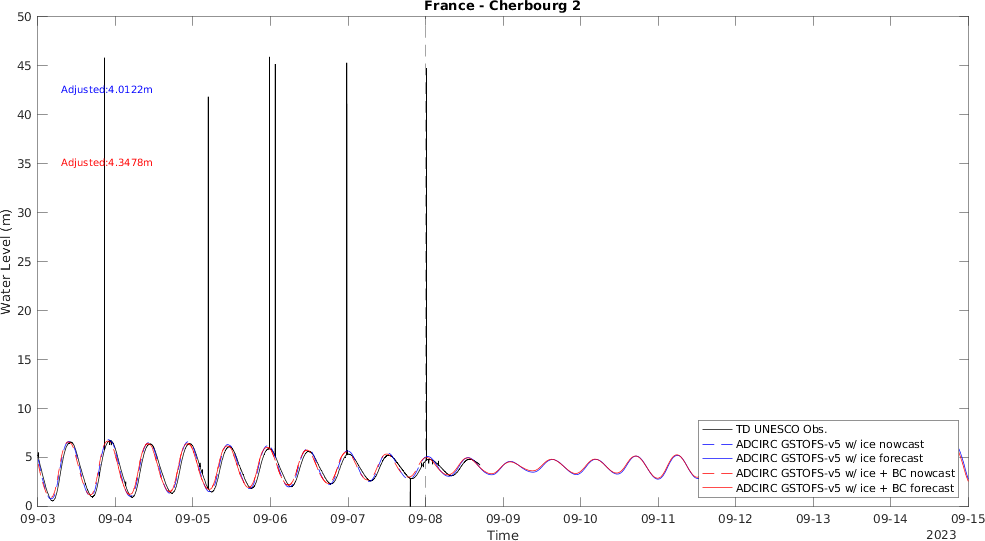 France - Cherbourg 2
50
45
40
35
30
25
20
15
10
5
0
Water Level (m)
Adjusted:4.0122m
Adjusted:4.3478m
TD UNESCO Obs.
ADCIRC GSTOFS-v5 w/ ice nowcast
ADCIRC GSTOFS-v5 w/ ice forecast
ADCIRC GSTOFS-v5 w/ ice + BC nowcast
ADCIRC GSTOFS-v5 w/ ice + BC forecast
09-03 09-04 09-05 09-06 09-07 09-08 09-09 09-10 09-11 09-12 09-13 09-14 09-15
Time
2023